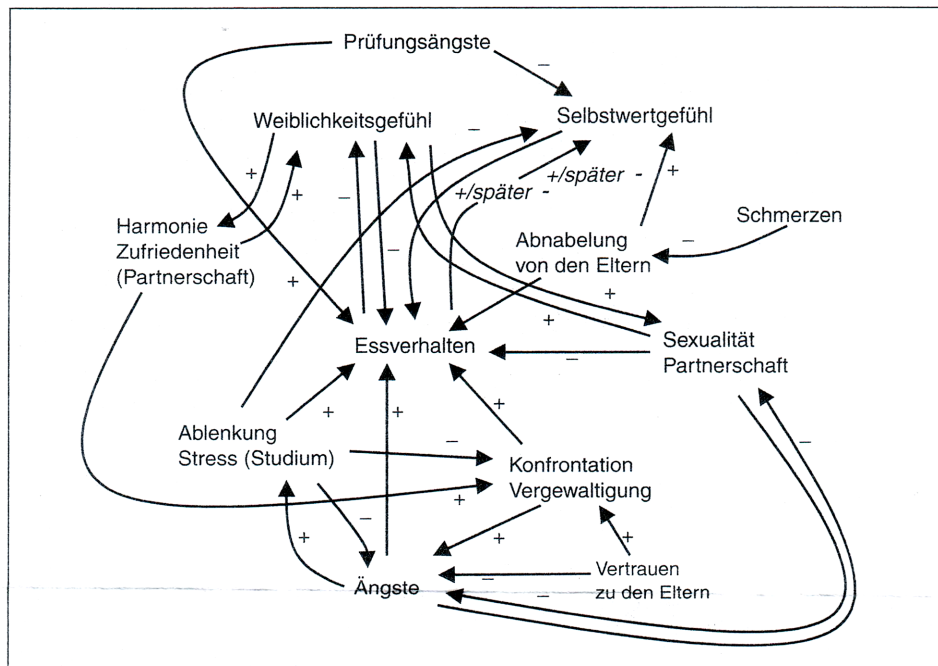 Prüfungsängste
–
Selbstwertgefühl
Weiblichkeitsgefühl
–
+
+
–
+/später -
+/später -
+
Schmerzen
Harmonie
Zufriedenheit
(Partnerschaft)
Abnabelung
von den Eltern
–
–
+
+
+
Essverhalten
Sexualität
Partnerschaft
–
+
+
+
Ablenkung
Stress (Studium)
–
–
Konfrontation
Vergewaltigung
+
–
+
+
+
Ängste
–
Vertrauen
zu den Eltern
–